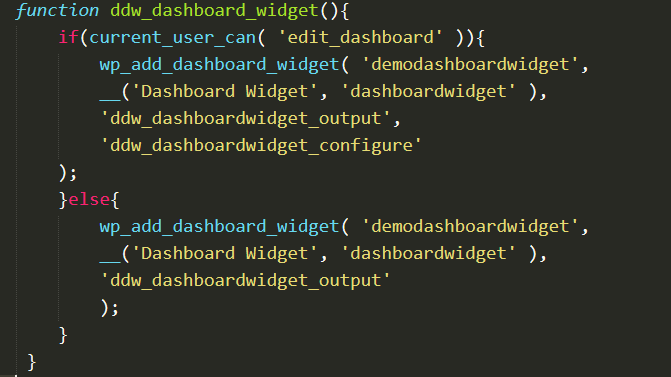 function ddw_dashboard_widget(){
if(current_user_can( 'edit_dashboard' )){
wp_add_dashboard_widget( 'demodashboardwidget',
__('Dashboard Widget', 'dashboardwidget' ),
'ddw_dashboardwidget_output',
'ddw_dashboardwidget_configure'
);
}else{
wp_add_dashboard_widget( 'demodashboardwidget',
__('Dashboard Widget', 'dashboardwidget' ),
'ddw_dashboardwidget_output'
);
}
}